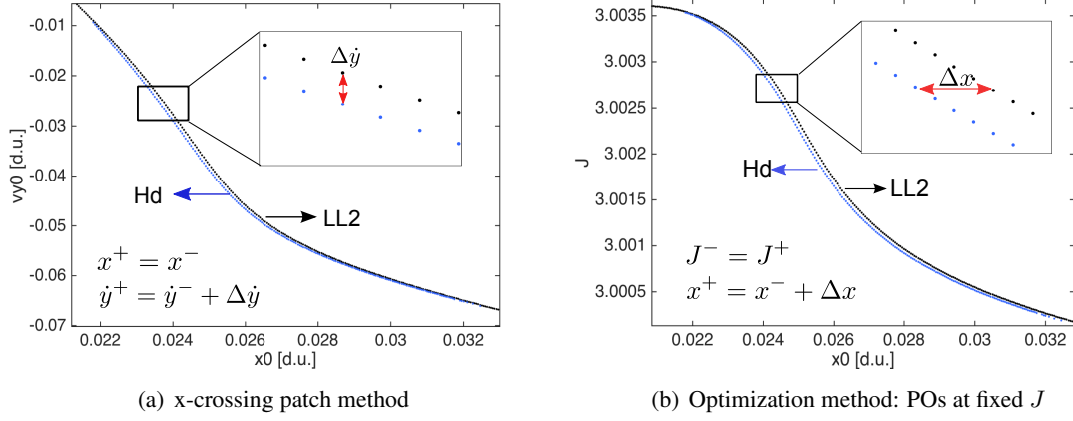 -0.01
-0.02
-0.03
-0.04
-0.05
-0.06
-0.07
vy0 [d.u.]
Δẏ
Hd
LL2
x⁺ = x⁻
ẏ⁺ = ẏ⁻ + Δẏ
0.022 0.024 0.026 0.028 0.03 0.032
x0 [d.u.]
(a) x-crossing patch method
3.0035
3.003
3.0025
3.002
3.0015
3.001
3.0005
J
Δx
Hd
LL2
J⁻ = J⁺
x⁺ = x⁻ + Δx
0.022 0.024 0.026 0.028 0.03 0.032
x0 [d.u.]
(b) Optimization method: POs at fixed J